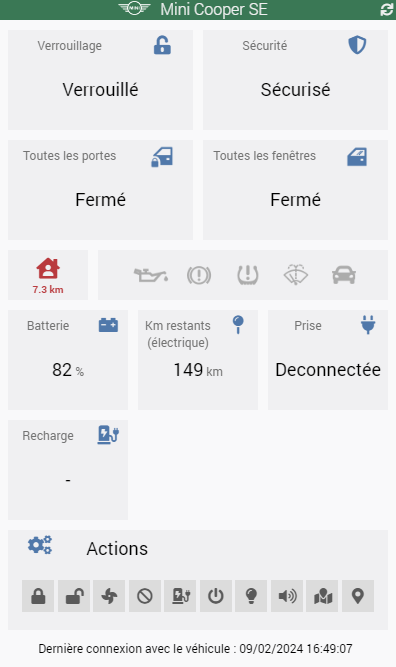 MINI Mini Cooper SE
Verrouillage
Verrouillé
Sécurité
Sécurisé
Toutes les portes
Fermé
Toutes les fenêtres
Fermé
7.3 km
Batterie
82 %
Km restants
(électrique)
149 km
Prise
Deconnectée
Recharge
-
Actions
Dernière connexion avec le véhicule : 09/02/2024 16:49:07